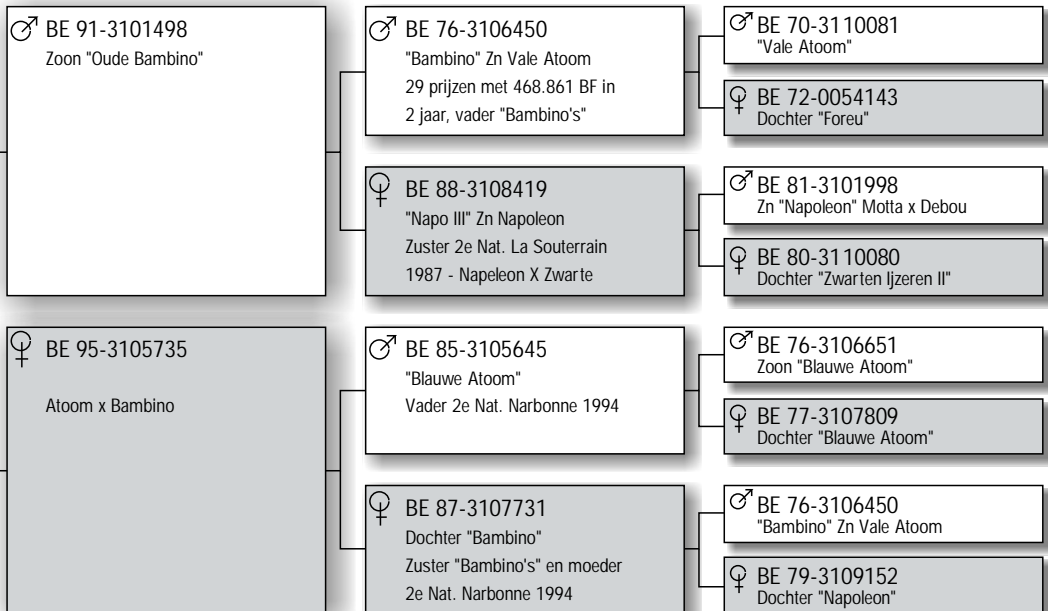 BE 91-3101498
Zoon "Oude Bambino"
BE 76-3106450
"Bambino" Zn Vale Atoom
29 prijzen met 468.861 BF in
2 jaar, vader "Bambino's"
BE 70-3110081
"Vale Atoom"
BE 72-0054143
Dochter "Foreu"
BE 88-3108419
"Napo III" Zn Napoleon
Zuster 2e Nat. La Souterrain
1987 - Napeleon X Zwarte
BE 81-3101998
Zn "Napoleon" Motta x Debou
BE 80-3110080
Dochter "Zwarten Ijzeren II"
BE 95-3105735
Atoom x Bambino
BE 85-3105645
"Blauwe Atoom"
Vader 2e Nat. Narbonne 1994
BE 76-3106651
Zoon "Blauwe Atoom"
BE 77-3107809
Dochter "Blauwe Atoom"
BE 87-3107731
Dochter "Bambino"
Zuster "Bambino's" en moeder
2e Nat. Narbonne 1994
BE 76-3106450
"Bambino" Zn Vale Atoom
BE 79-3109152
Dochter "Napoleon"